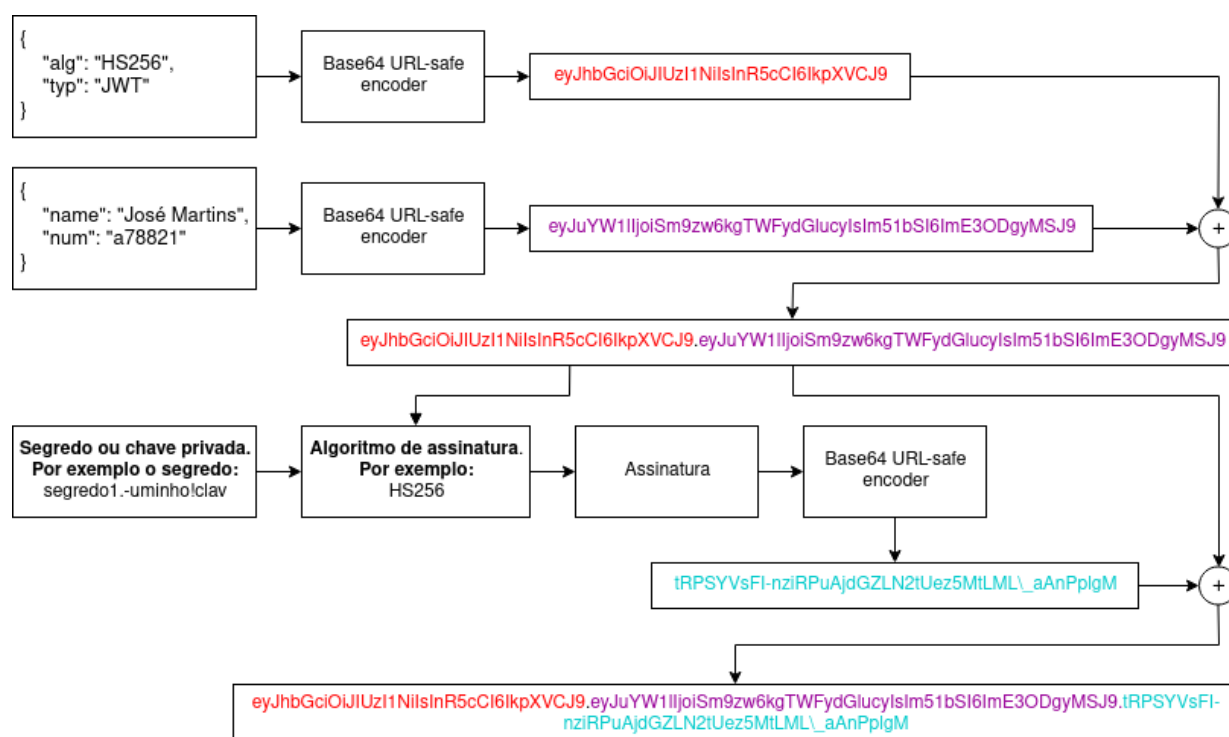 {
"alg": "HS256",
"typ": "JWT"
}
Base64 URL-safe
encoder
eyJhbGciOiJIUzI1NiIsInR5cCI6IkpXVCJ9
{
"name": "José Martins",
"num": "a78821"
}
Base64 URL-safe
encoder
eyJuYW1lIjoiSm9zw6kgTWFydGlucyIsIm51bSI6ImE3ODgyMSJ9
+
eyJhbGciOiJIUzI1NiIsInR5cCI6IkpXVCJ9.eyJuYW1lIjoiSm9zw6kgTWFydGlucyIsIm51bSI6ImE3ODgyMSJ9
Segredo ou chave privada.
Por exemplo o segredo:
segredo1.-uminho!clav
Algoritmo de assinatura.
Por exemplo:
HS256
Assinatura
Base64 URL-safe
encoder
tRPSYVsFI-nziRPuAjdGZLN2tUez5MtLML\_aAnPpIgM
+
eyJhbGciOiJIUzI1NiIsInR5cCI6IkpXVCJ9.eyJuYW1lIjoiSm9zw6kgTWFydGlucyIsIm51bSI6ImE3ODgyMSJ9.tRPSYVsFI-
nziRPuAjdGZLN2tUez5MtLML\_aAnPpIgM